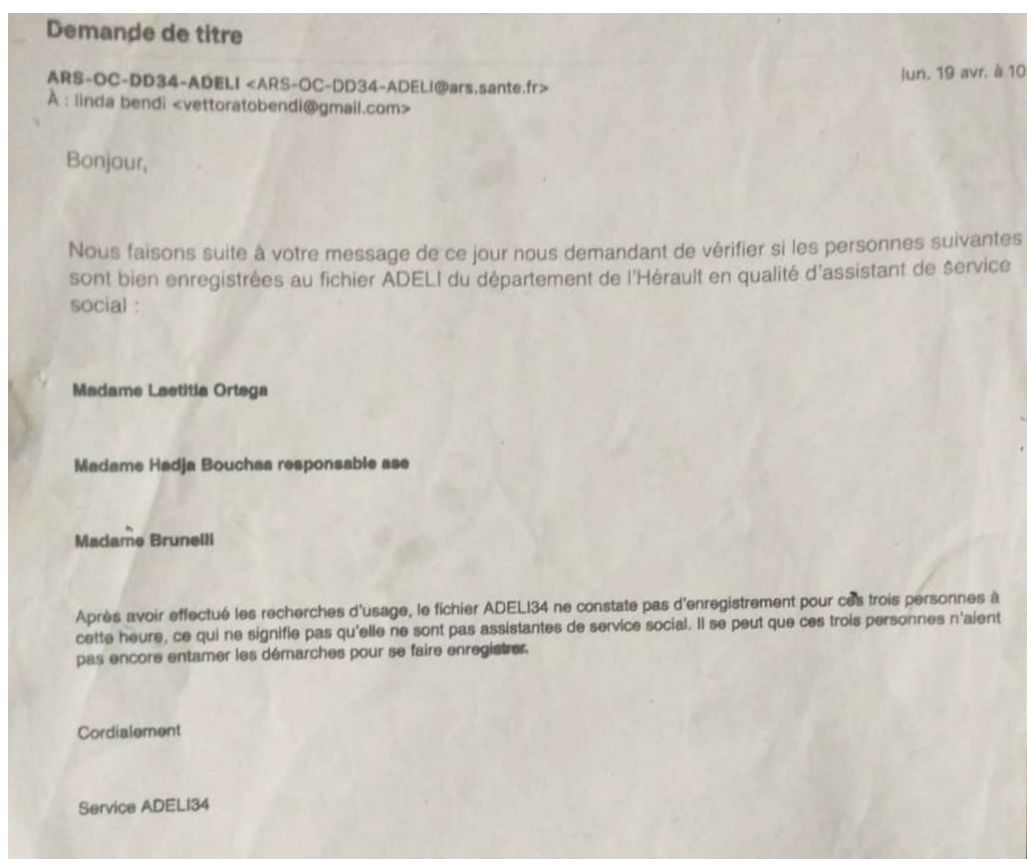 Demande de titre
ARS-OC-DD34-ADELI <ARS-OC-DD34-ADELI@ars.sante.fr>
lun. 19 avr. à 10
À : linda bendi <vettoratobendi@gmail.com>
Bonjour,
Nous faisons suite à votre message de ce jour nous demandant de vérifier si les personnes suivantes
sont bien enregistrées au fichier ADELI du département de l'Hérault en qualité d'assistant de service
social :
Madame Laetitia Ortega
Madame Hadja Bouchaa responsable ase
Madame Brunelli
Après avoir effectué les recherches d'usage, le fichier ADELI34 ne constate pas d'enregistrement pour ces trois personnes à
cette heure, ce qui ne signifie pas qu'elle ne sont pas assistantes de service social. Il se peut que ces trois personnes n'aient
pas encore entamer les démarches pour se faire enregistrer.
Cordialement
Service ADELI34